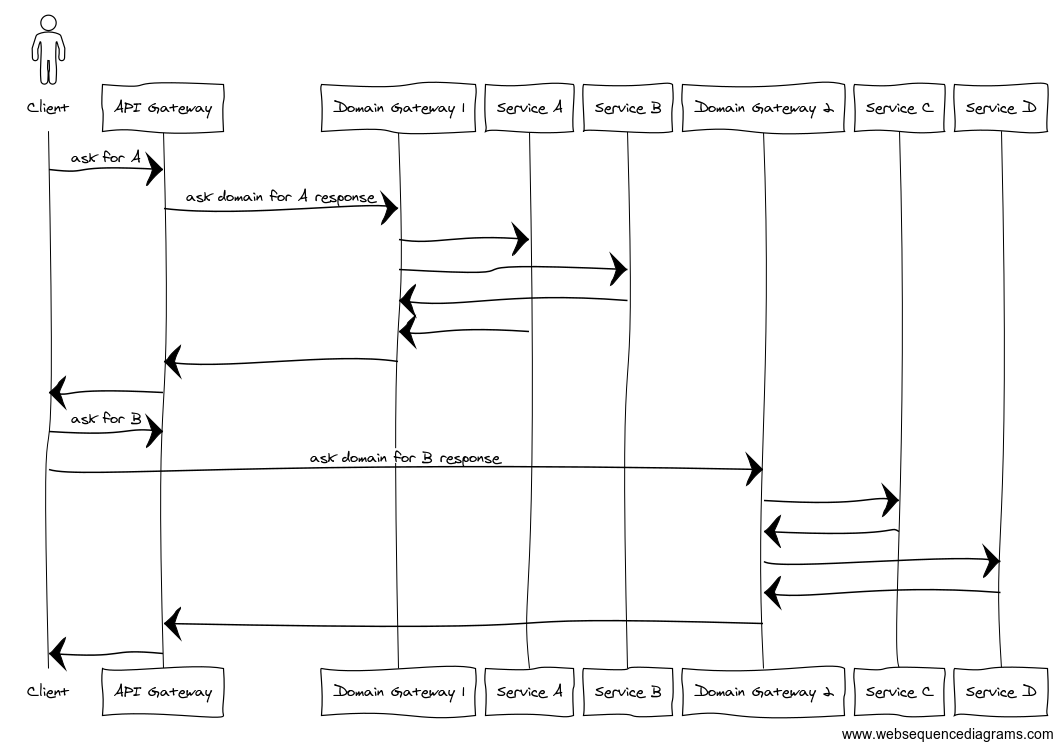 Client
API Gateway
Domain Gateway 1
Service A
Service B
Domain Gateway 2
Service C
Service D
ask for A
ask domain for A response
ask for B
ask domain for B response
Client
API Gateway
Domain Gateway 1
Service A
Service B
Domain Gateway 2
Service C
Service D
www.websequencediagrams.com